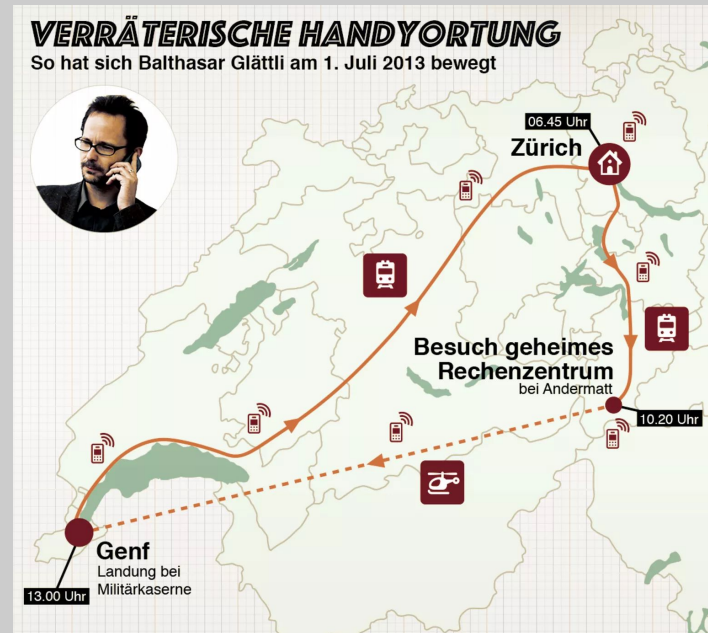 VERRÄTERISCHE HANDYORTUNG
So hat sich Balthasar Glättli am 1. Juli 2013 bewegt
06.45 Uhr
Zürich
Besuch geheimes
Rechenzentrum
bei Andermatt
10.20 Uhr
Genf
Landung bei
Militärkaserne
13.00 Uhr